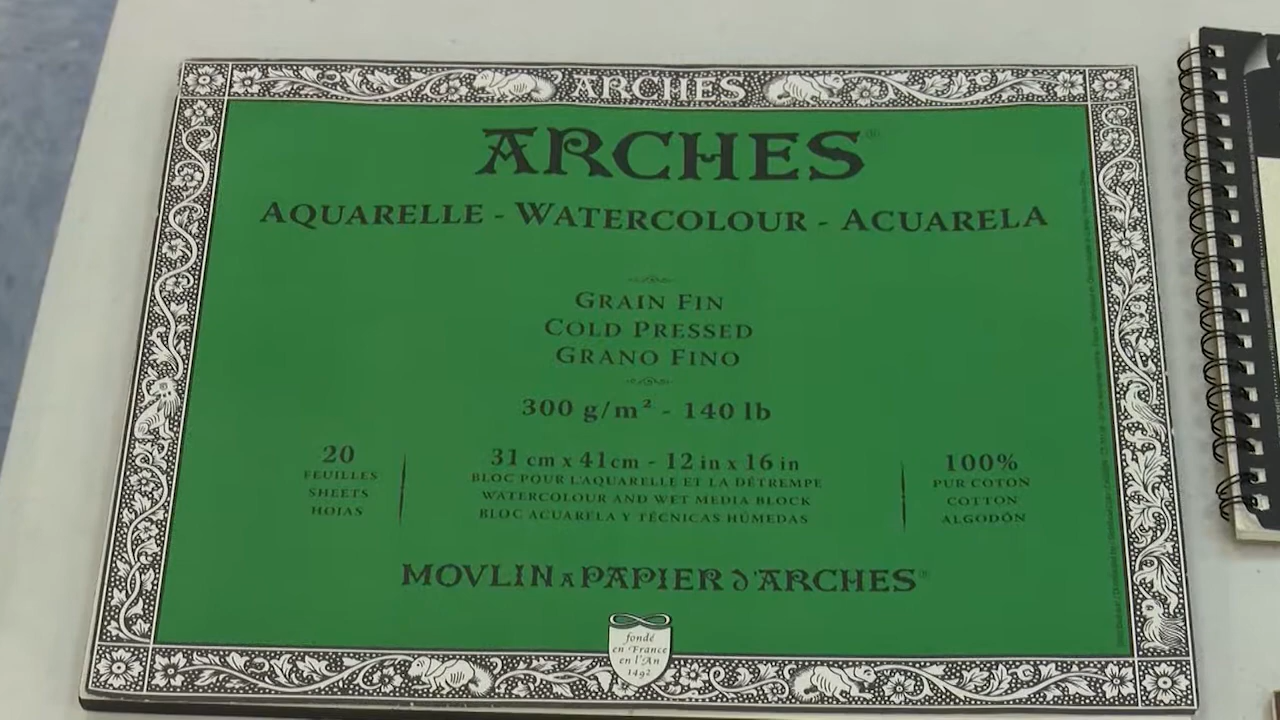 ARCHES
ARCHES®
AQUARELLE - WATERCOLOUR - ACUARELA
GRAIN FIN
COLD PRESSED
GRANO FINO
300 g/m² - 140 lb
20
FEUILLES
SHEETS
HOJAS
31 cm x 41cm - 12 in x 16 in
BLOC POUR L'AQUARELLE ET LA DÉTREMPE
WATERCOLOUR AND WET MEDIA BLOCK
BLOC ACUARELA Y TÉCNICAS HÚMEDAS
100%
PUR COTON
COTTON
ALGODÓN
MOVLIN A PAPIER D'ARCHES®
fondé
en France
en l'An
1492